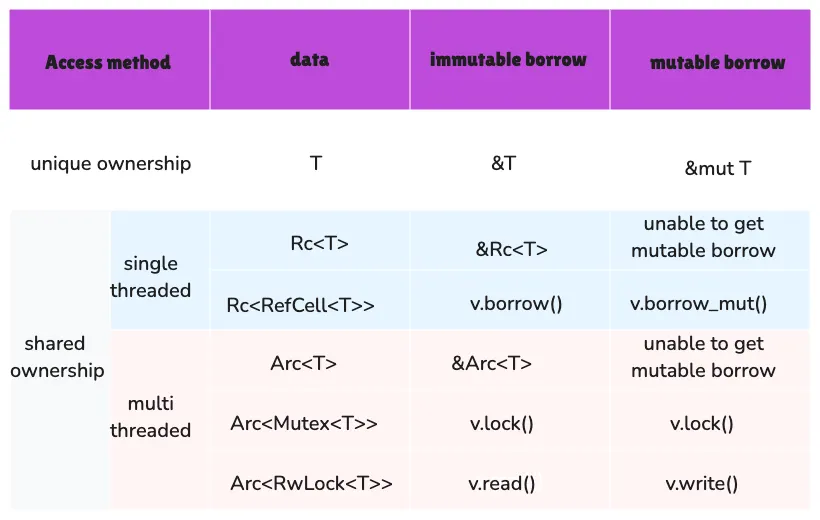 Access method
data
immutable borrow
mutable borrow
unique ownership
T
&T
&mut T
shared
ownership
single
threaded
Rc<T>
&Rc<T>
unable to get
mutable borrow
Rc<RefCell<T>>
v.borrow()
v.borrow_mut()
multi
threaded
Arc<T>
&Arc<T>
unable to get
mutable borrow
Arc<Mutex<T>>
v.lock()
v.lock()
Arc<RwLock<T>>
v.read()
v.write()